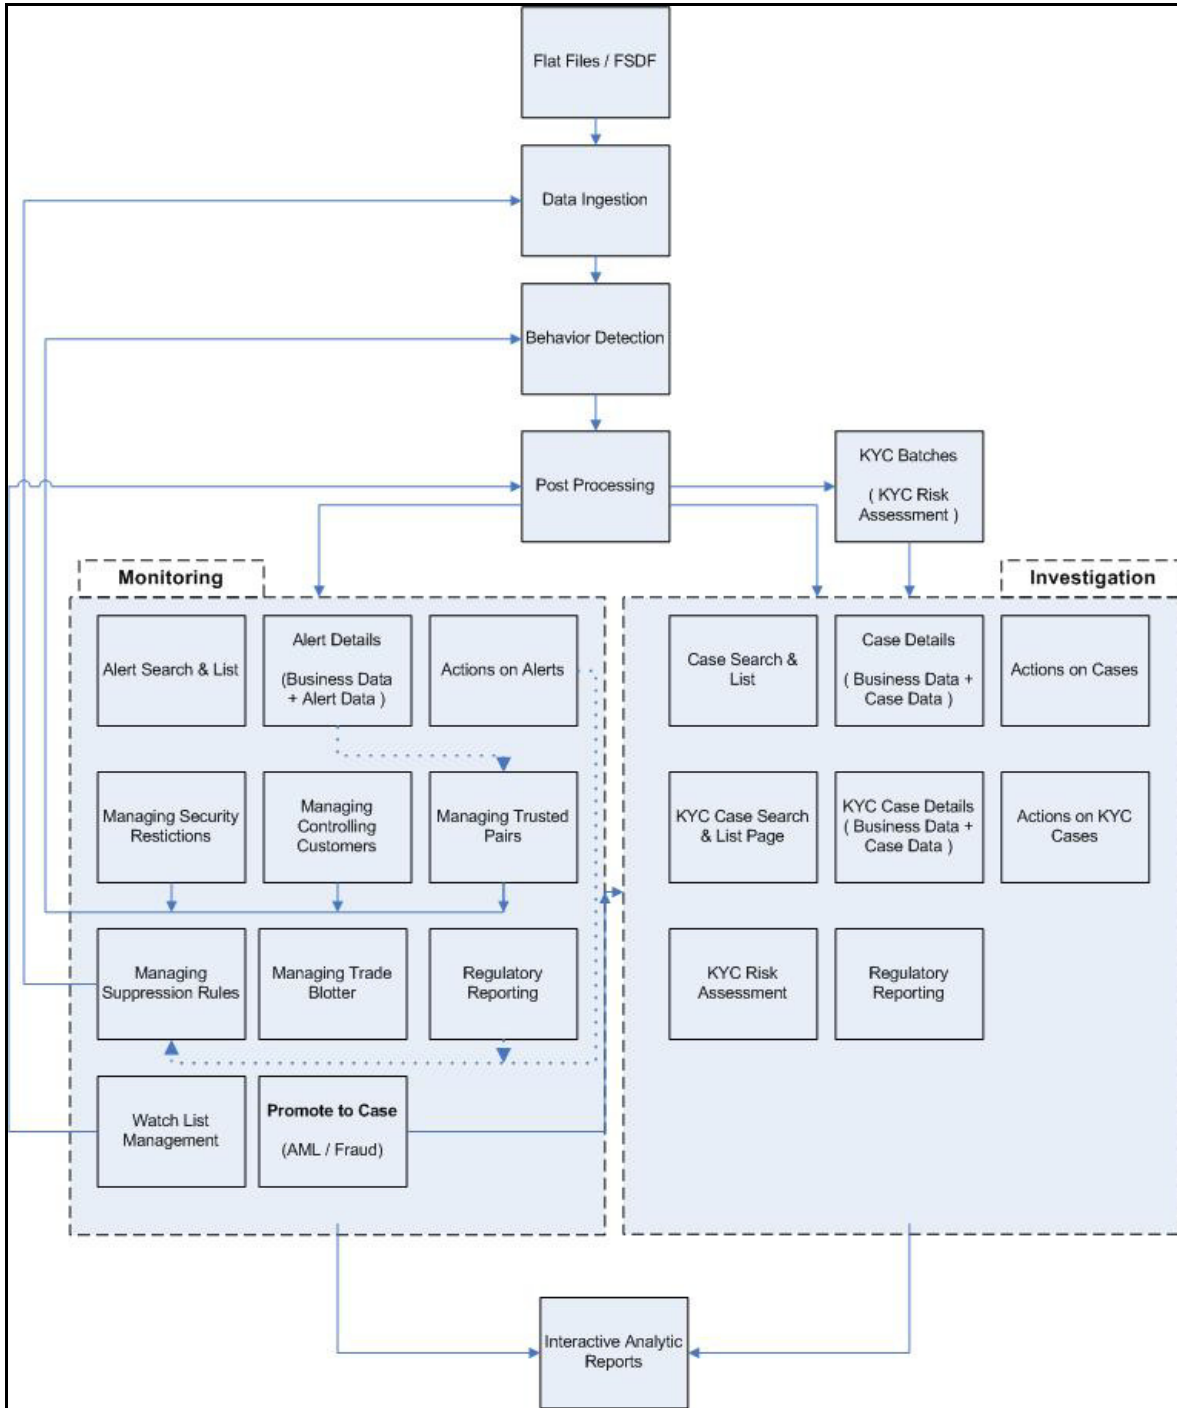 Flat Files / FSDF
Data Ingestion
Behavior Detection
Post Processing
KYC Batches
( KYC Risk
Assessment )
Monitoring
Investigation
Alert Search & List
Alert Details
(Business Data
+ Alert Data )
Actions on Alerts
Case Search &
List
Case Details
( Business Data +
Case Data )
Actions on Cases
Managing Security
Restictions
Managing
Controlling
Customers
Managing Trusted
Pairs
KYC Case Search
& List Page
KYC Case Details
( Business Data +
Case Data )
Actions on KYC
Cases
Managing
Suppression Rules
Managing Trade
Blotter
Regulatory
Reporting
KYC Risk
Assessment
Regulatory
Reporting
Watch List
Management
Promote to Case
(AML / Fraud)
Interactive Analytic
Reports